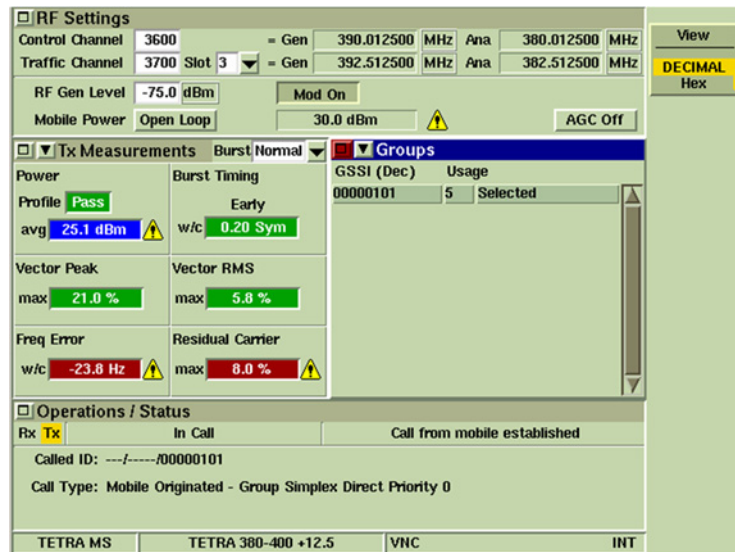 RF Settings
Control Channel 3600 = Gen 390.012500 MHz Ana 380.012500 MHz
Traffic Channel 3700 Slot 3 = Gen 392.512500 MHz Ana 382.512500 MHz
RF Gen Level -75.0 dBm Mod On
Mobile Power Open Loop 30.0 dBm AGC Off
View
DECIMAL
Hex
Tx Measurements Burst Normal
Power Burst Timing
Profile Pass Early
avg 25.1 dBm w/c 0.20 Sym
Vector Peak Vector RMS
max 21.0 % max 5.8 %
Freq Error Residual Carrier
w/c -23.8 Hz max 8.0 %
Groups
GSSI (Dec) Usage
00000101 5 Selected
Operations / Status
Rx Tx In Call Call from mobile established
Called ID: ---/-----/00000101
Call Type: Mobile Originated - Group Simplex Direct Priority 0
TETRA MS TETRA 380-400 +12.5 VNC INT